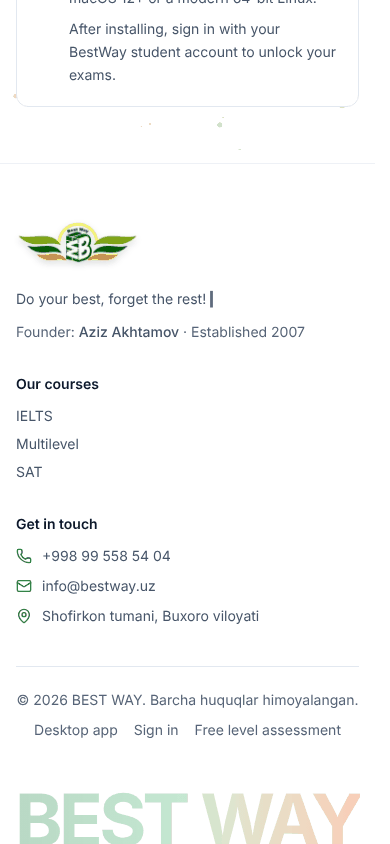 After installing, sign in with your
BestWay student account to unlock your
exams.
Best Way
Do your best, forget the rest!
Founder: Aziz Akhtamov · Established 2007
Our courses
IELTS
Multilevel
SAT
Get in touch
+998 99 558 54 04
info@bestway.uz
Shofirkon tumani, Buxoro viloyati
© 2026 BEST WAY. Barcha huquqlar himoyalangan.
Desktop app Sign in Free level assessment
BEST WAY